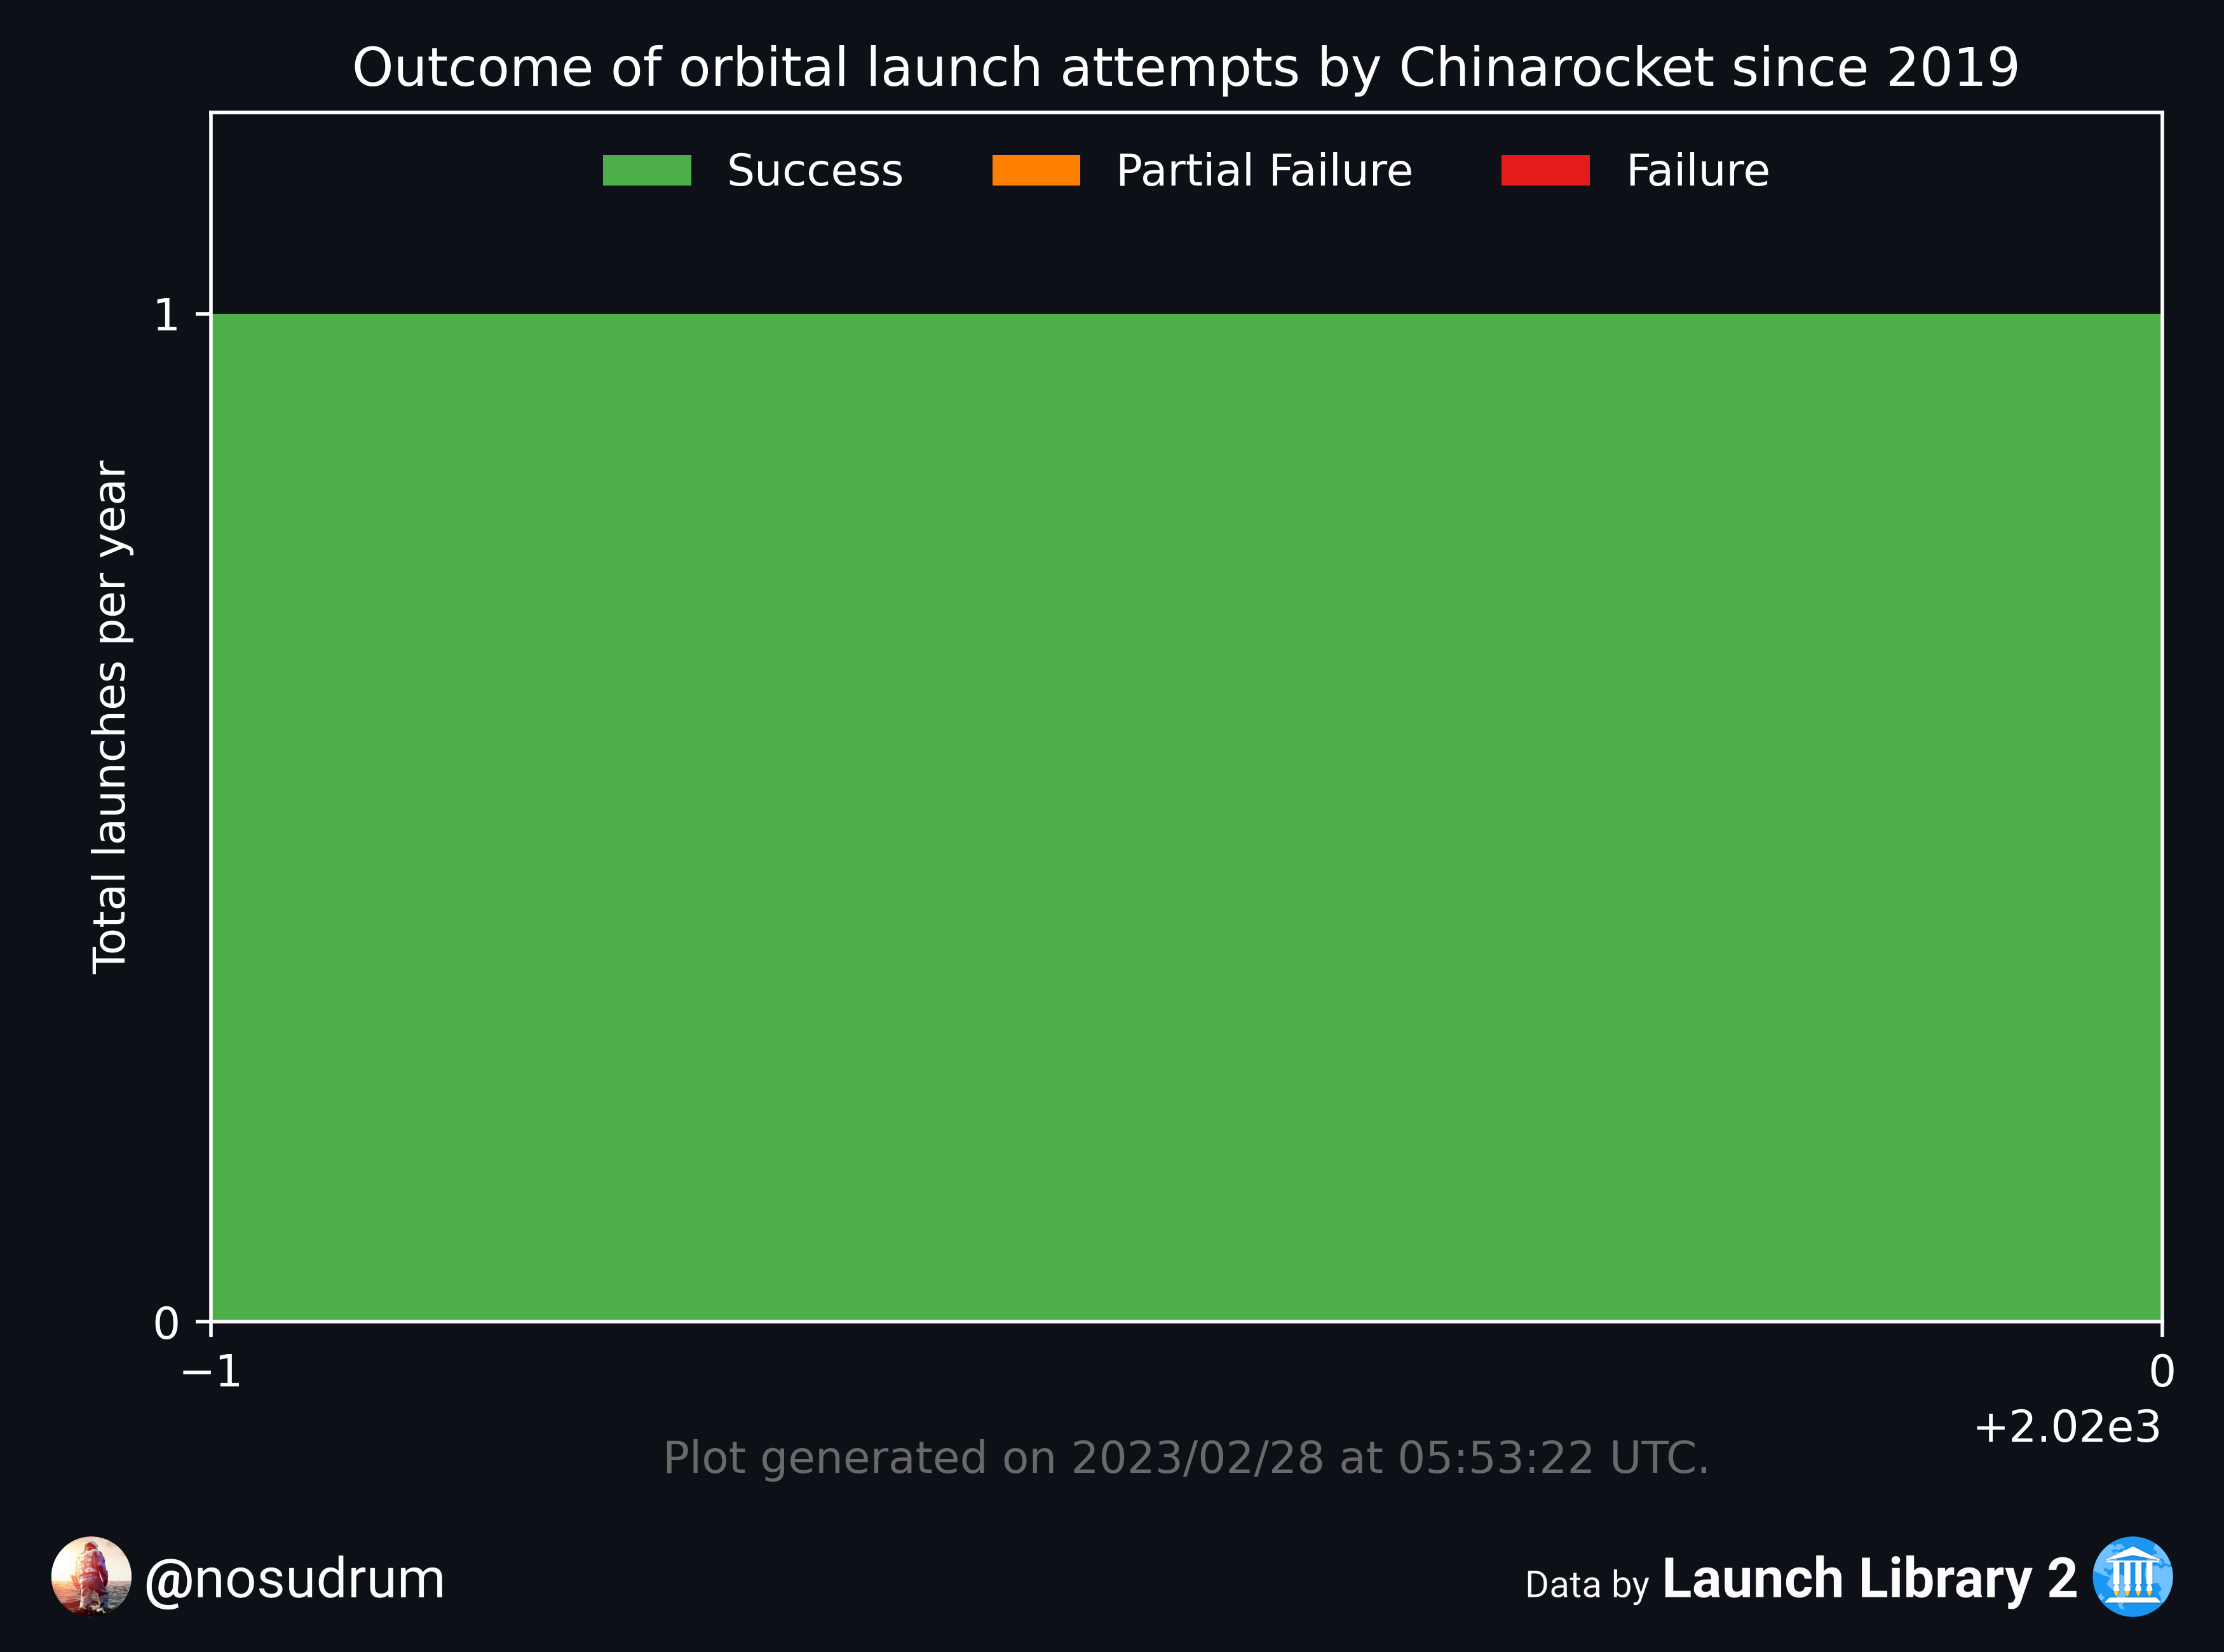 Outcome of orbital launch attempts by Chinarocket since 2019
Success Partial Failure Failure
Total launches per year
1
0
−1 0
+2.02e3
Plot generated on 2023/02/28 at 05:53:22 UTC.
@nosudrum
Data by Launch Library 2